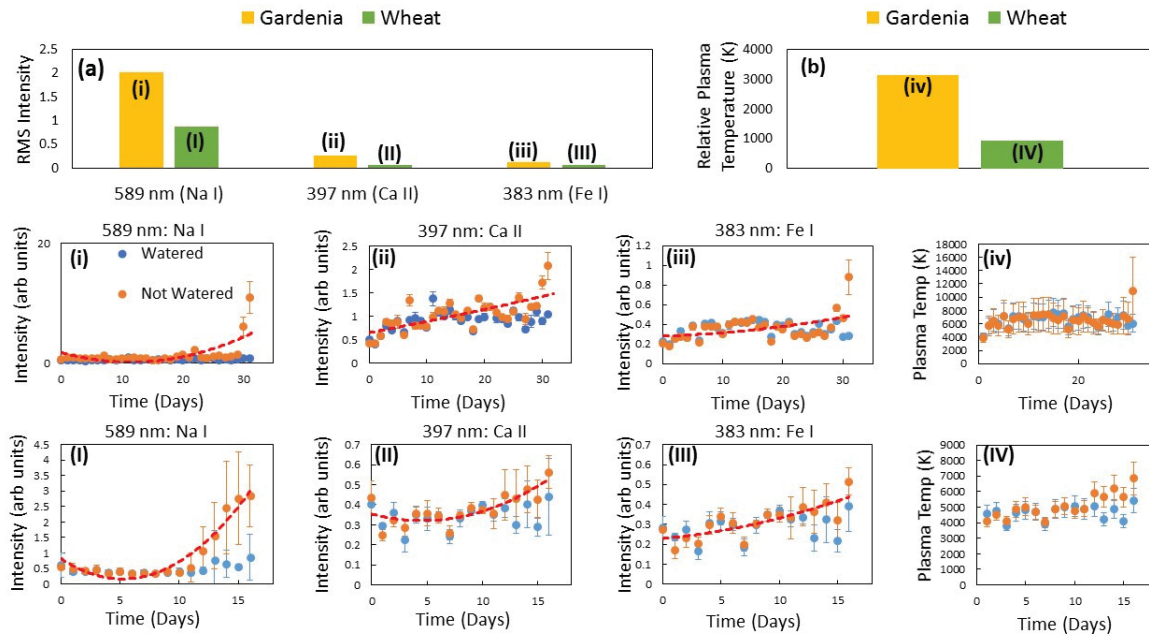 Gardenia Wheat
Gardenia Wheat
(a)
RMS Intensity
2.5
2
1.5
1
0.5
0
(i)
(I)
(ii)
(II)
(iii)
(III)
589 nm (Na I) 397 nm (Ca II) 383 nm (Fe I)
(b)
Relative Plasma
Temperature (K)
4000
3000
2000
1000
0
(iv)
(IV)
589 nm: Na I
(i)
Watered
Not Watered
Intensity (arb units)
20
0
0 10 20 30
Time (Days)
397 nm: Ca II
(ii)
Intensity (arb units)
2.5
2
1.5
1
0.5
0
0 10 20 30
Time (Days)
383 nm: Fe I
(iii)
Intensity (arb units)
1.2
1
0.8
0.6
0.4
0.2
0
0 10 20 30
Time (Days)
(iv)
Plasma Temp (K)
18000
16000
14000
12000
10000
8000
6000
4000
2000
0
0 20
Time (Days)
589 nm: Na I
(I)
Intensity (arb units)
4.5
4
3.5
3
2.5
2
1.5
1
0.5
0
0 5 10 15
Time (Days)
397 nm: Ca II
(II)
Intensity (arb units)
0.7
0.6
0.5
0.4
0.3
0.2
0.1
0
0 5 10 15
Time (Days)
383 nm: Fe I
(III)
Intensity (arb units)
0.7
0.6
0.5
0.4
0.3
0.2
0.1
0
0 5 10 15
Time (Days)
(IV)
Plasma Temp (K)
9000
8000
7000
6000
5000
4000
3000
2000
1000
0
0 5 10 15
Time (Days)